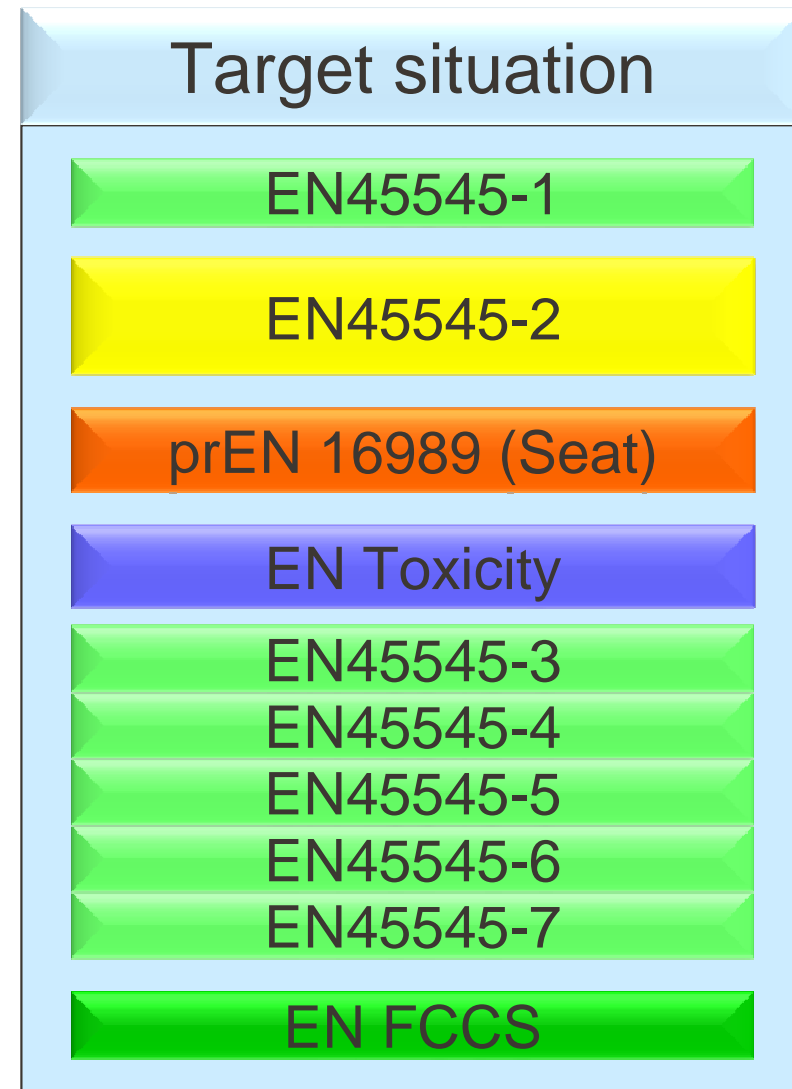 Target situation
EN45545-1
EN45545-2
prEN 16989 (Seat)
EN Toxicity
EN45545-3
EN45545-4
EN45545-5
EN45545-6
EN45545-7
EN FCCS